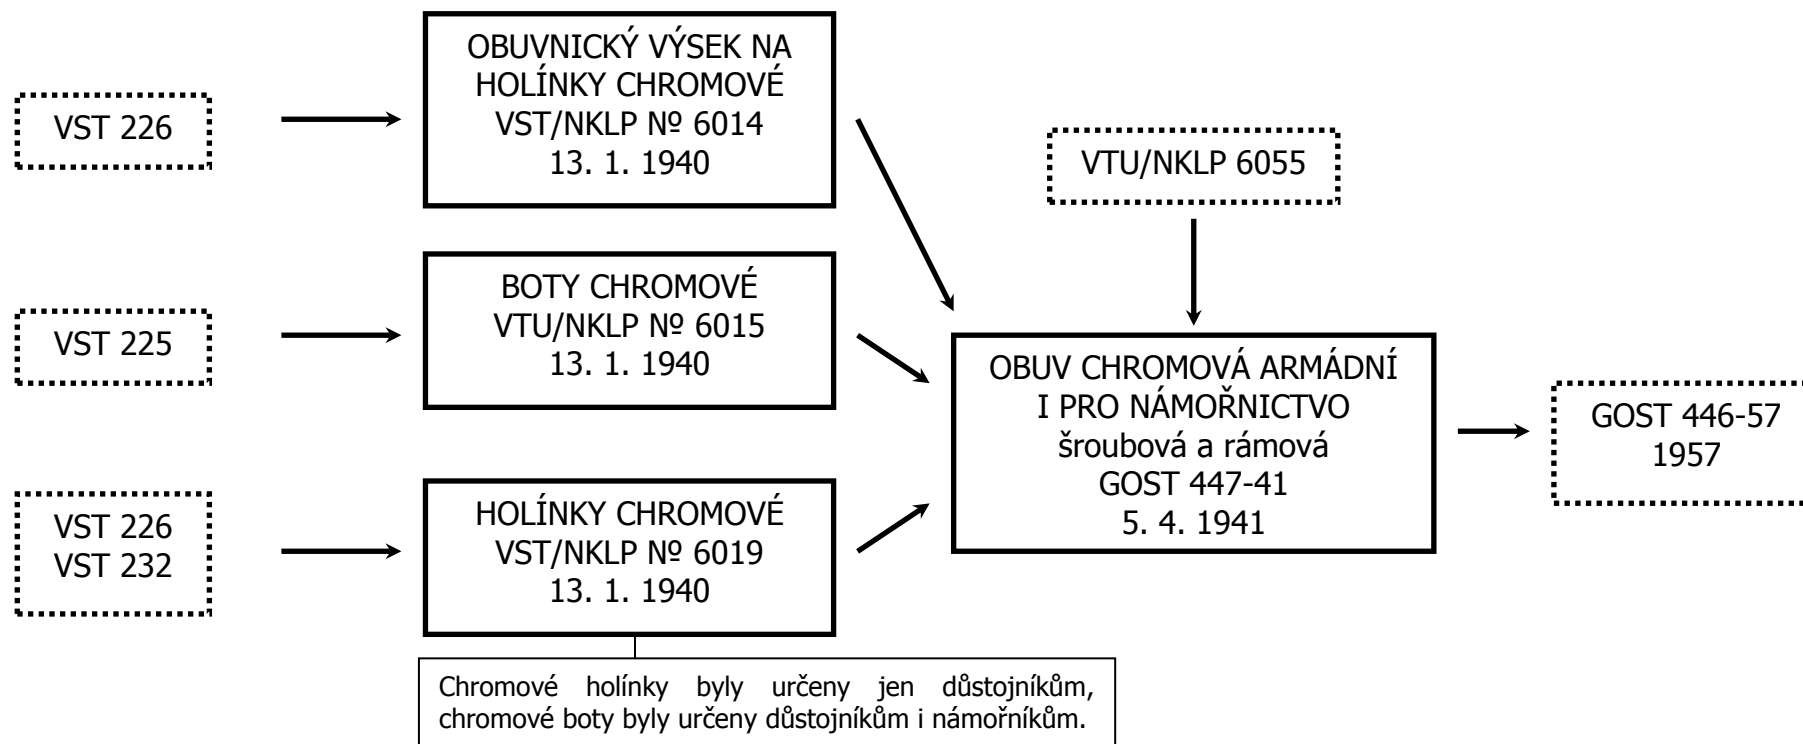 VST 226
OBUVNICKÝ VÝSEK NA
HOLÍNKY CHROMOVÉ
VST/NKLP № 6014
13. 1. 1940
VTU/NKLP 6055
VST 225
BOTY CHROMOVÉ
VTU/NKLP № 6015
13. 1. 1940
OBUV CHROMOVÁ ARMÁDNÍ
I PRO NÁMOŘNICTVO
šroubová a rámová
GOST 447-41
5. 4. 1941
GOST 446-57
1957
VST 226
VST 232
HOLÍNKY CHROMOVÉ
VST/NKLP № 6019
13. 1. 1940
Chromové holínky byly určeny jen důstojníkům,
chromové boty byly určeny důstojníkům i námořníkům.